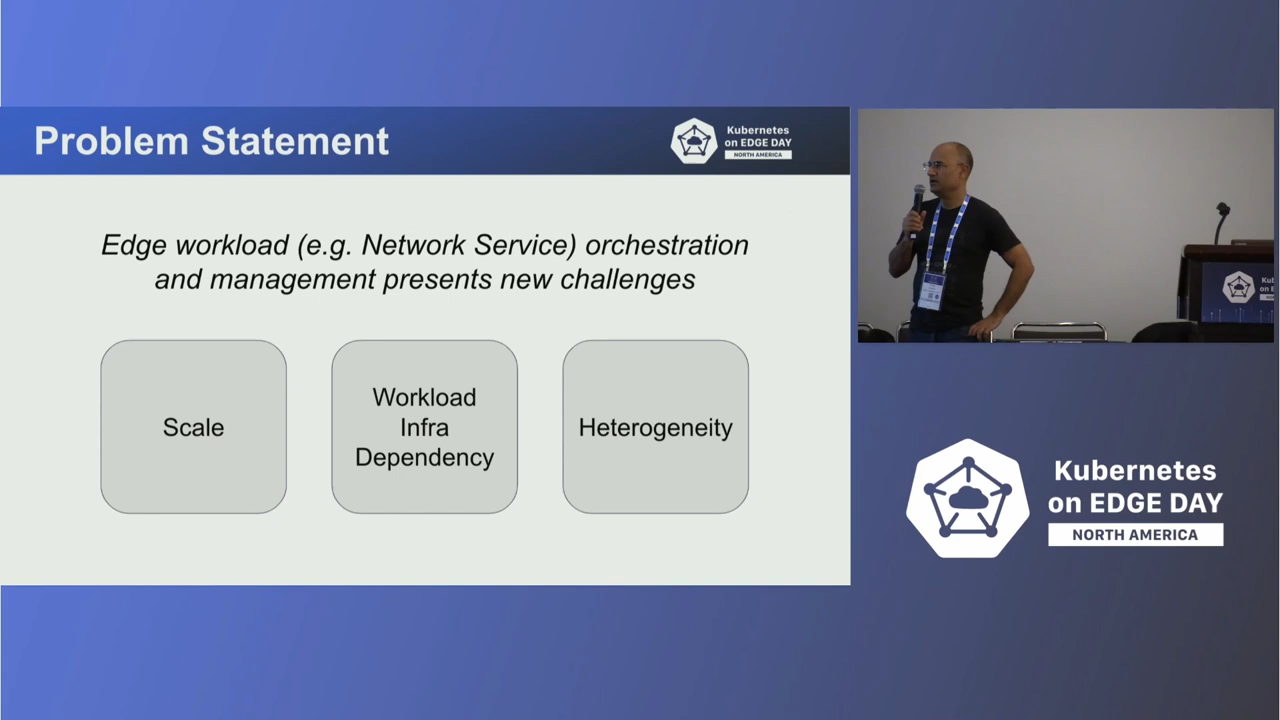 Problem Statement
Kubernetes
on EDGE DAY
NORTH AMERICA
Edge workload (e.g. Network Service) orchestration
and management presents new challenges
Scale
Workload
Infra
Dependency
Heterogeneity
Kubernetes
on EDGE DAY
NORTH AMERICA